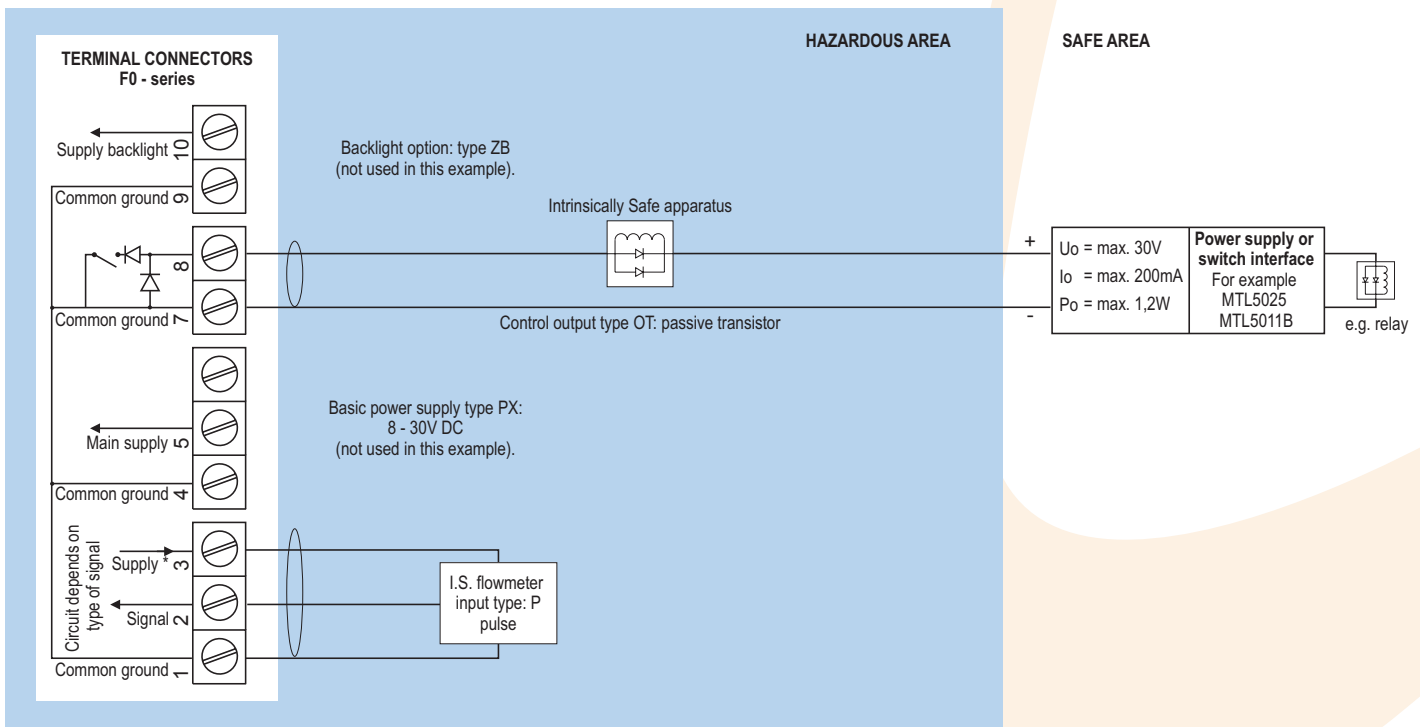 HAZARDOUS AREA
SAFE AREA
TERMINAL CONNECTORS
F0 - series
Supply backlight
10
Common ground
9
8
Common ground
7
Main supply
5
Common ground
4
Circuit depends on
type of signal
Supply *
3
Signal
2
Common ground
1
Backlight option: type ZB
(not used in this example).
Intrinsically Safe apparatus
Control output type OT: passive transistor
Basic power supply type PX:
8 - 30V DC
(not used in this example).
I.S. flowmeter
input type: P
pulse
+
-
Uo = max. 30V
Io = max. 200mA
Po = max. 1,2W
Power supply or
switch interface
For example
MTL5025
MTL5011B
e.g. relay